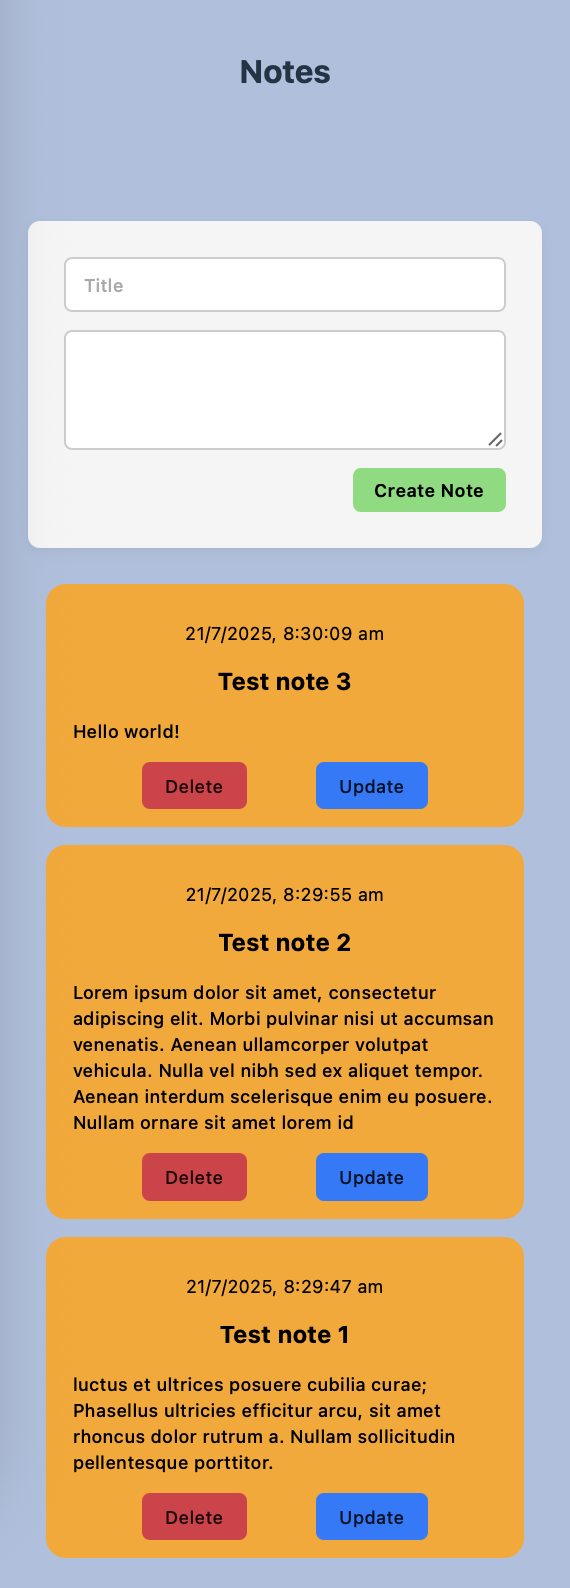 Notes
Title
Create Note
21/7/2025, 8:30:09 am
Test note 3
Hello world!
Delete
Update
21/7/2025, 8:29:55 am
Test note 2
Lorem ipsum dolor sit amet, consectetur
adipiscing elit. Morbi pulvinar nisi ut accumsan
venenatis. Aenean ullamcorper volutpat
vehicula. Nulla vel nibh sed ex aliquet tempor.
Aenean interdum scelerisque enim eu posuere.
Nullam ornare sit amet lorem id
Delete
Update
21/7/2025, 8:29:47 am
Test note 1
luctus et ultrices posuere cubilia curae;
Phasellus ultricies efficitur arcu, sit amet
rhoncus dolor rutrum a. Nullam sollicitudin
pellentesque porttitor.
Delete
Update